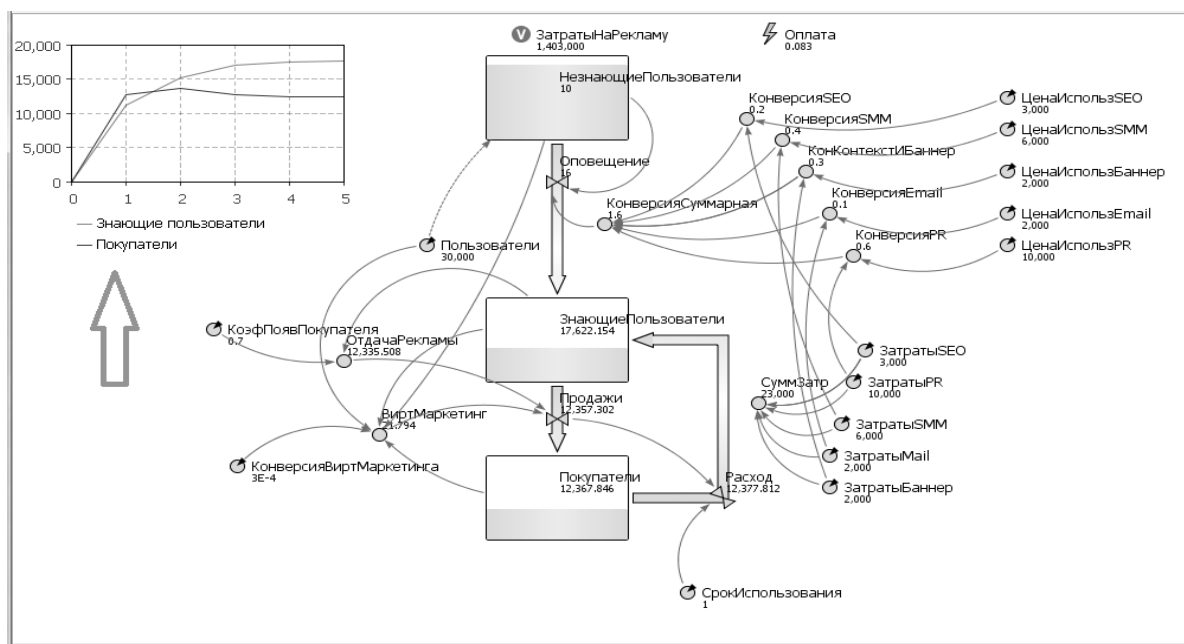 ЗатратыНаРекламу
1,403,000
Оплата
0.083
20,000
15,000
10,000
5,000
0
0
1
2
3
4
5
Знающие пользователи
Покупатели
НезнающиеПользователи
10
Оповещение
16
КонверсияСуммарная
1.6
КонверсияSEO
0.2
КонверсияSMM
0.4
КонКонтекстИБаннер
0.3
КонверсияEmail
0.1
КонверсияPR
0.6
ЦенаИспользSEO
3,000
ЦенаИспользSMM
6,000
ЦенаИспользБаннер
2,000
ЦенаИспользEmail
2,000
ЦенаИспользPR
10,000
Пользователи
30,000
ЗнающиеПользователи
17,622.154
КоэфПоявПокупателя
0.7
ОтдачаРекламы
12,335.508
Продажи
12,357.302
ВиртМаркетинг
21.794
КонверсияВиртМаркетинга
3E-4
Покупатели
12,367.846
Расход
12,377.812
СрокИспользования
1
СуммЗатр
23,000
ЗатратыSEO
3,000
ЗатратыPR
10,000
ЗатратыSMM
6,000
ЗатратыMail
2,000
ЗатратыБаннер
2,000